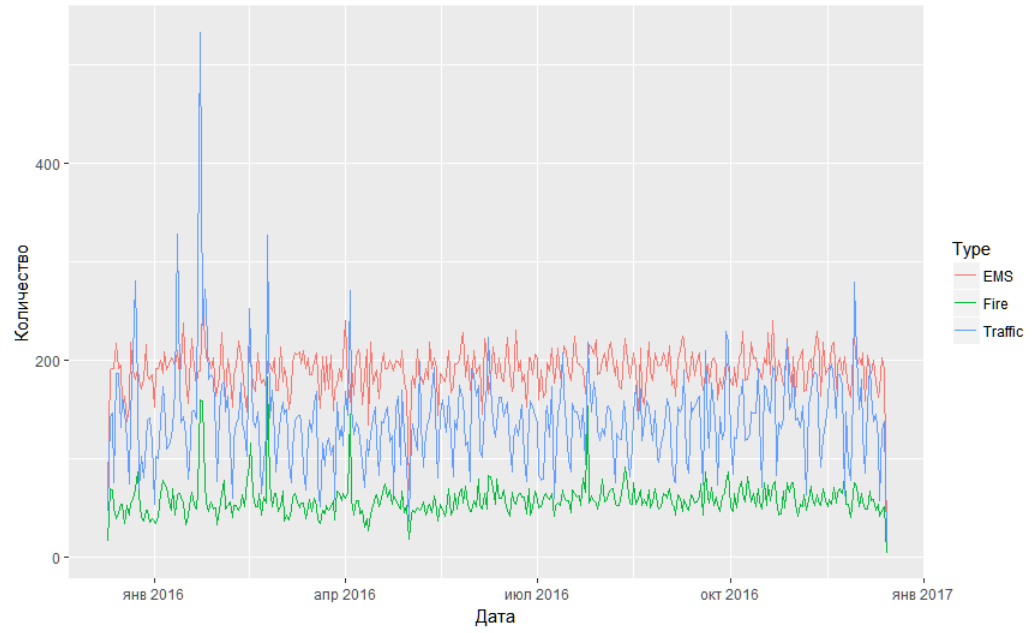 Количество
400
200
0
янв 2016
апр 2016
июл 2016
окт 2016
янв 2017
Дата
Type
EMS
Fire
Traffic